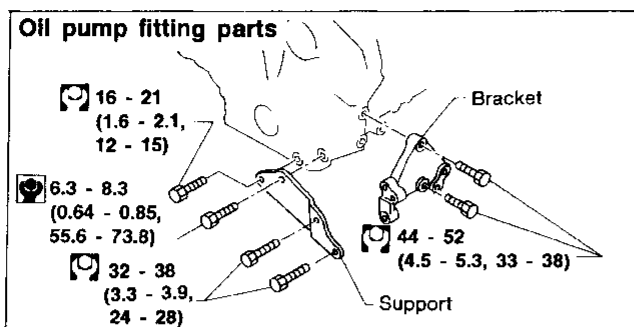 Oil pump fitting parts
16 - 21
(1.6 - 2.1,
12 - 15)
Bracket
6.3 - 8.3
(0.64 - 0.85,
55.6 - 73.8)
44 - 52
(4.5 - 5.3, 33 - 38)
32 - 38
(3.3 - 3.9,
24 - 28)
Support